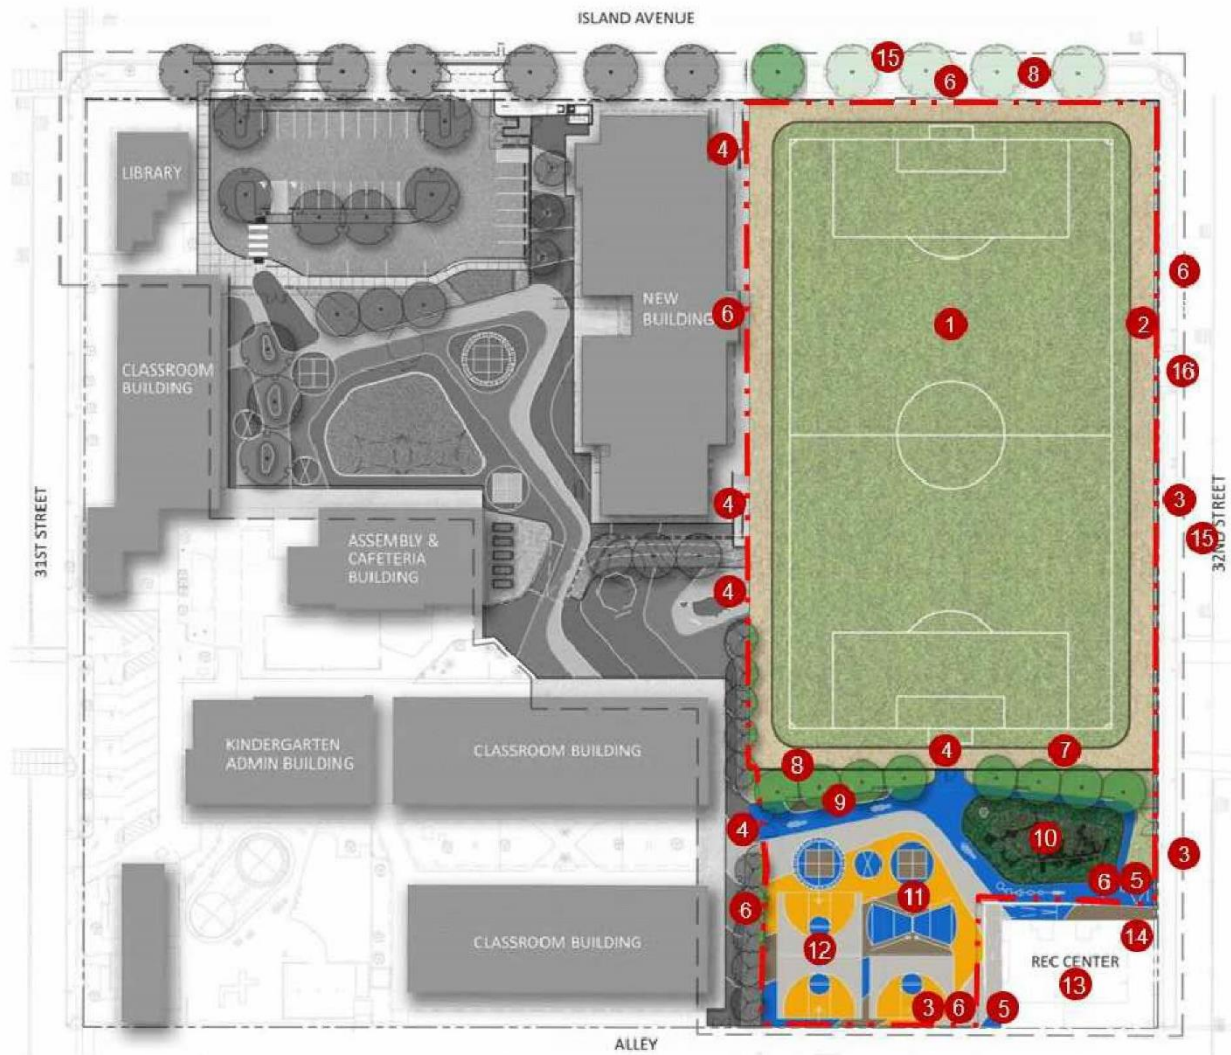 ISLAND AVENUE
15
6
8
4
LIBRARY
6
NEW
BUILDING
6
1
2
CLASSROOM
BUILDING
16
31ST STREET
4
3
32ND STREET
15
ASSEMBLY &
CAFETERIA
BUILDING
4
KINDERGARTEN
ADMIN BUILDING
CLASSROOM BUILDING
4
7
8
9
4
10
3
6
5
11
6
14
CLASSROOM BUILDING
12
REC CENTER
13
3
6
5
ALLEY